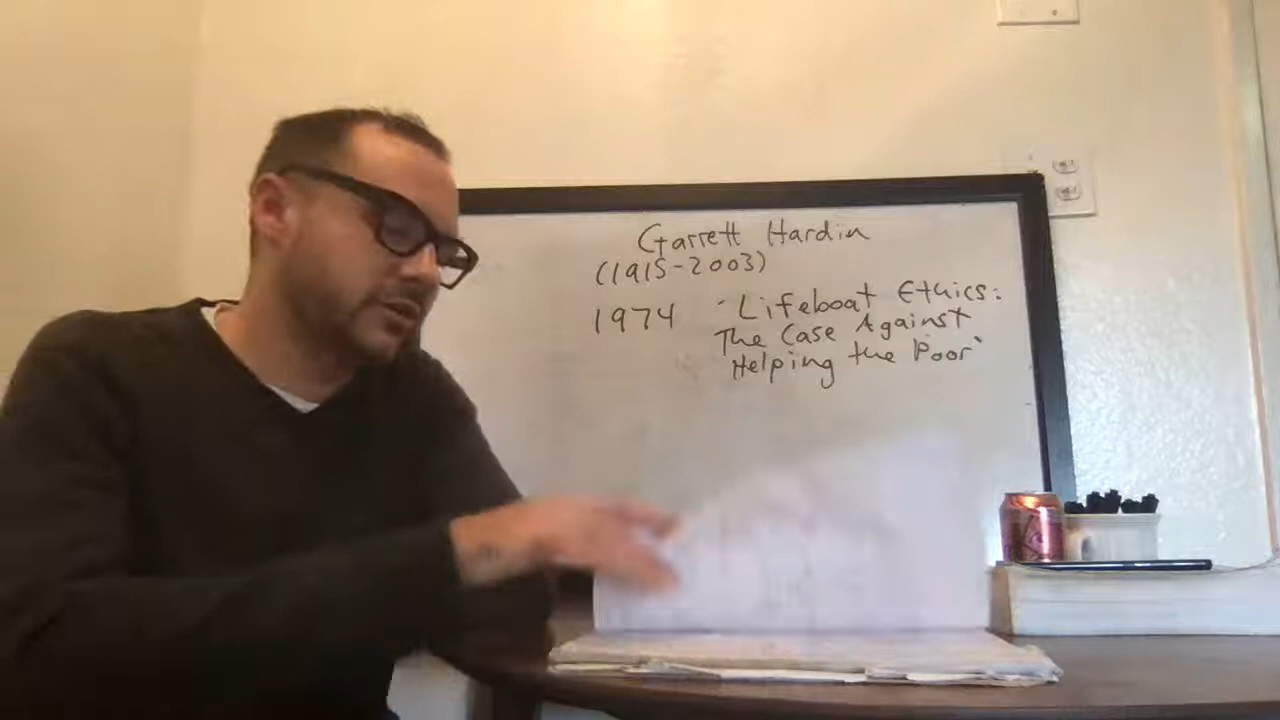 Garrett Hardin
(1915-2003)
1974 "Lifeboat Ethics:
The Case Against
Helping the Poor"